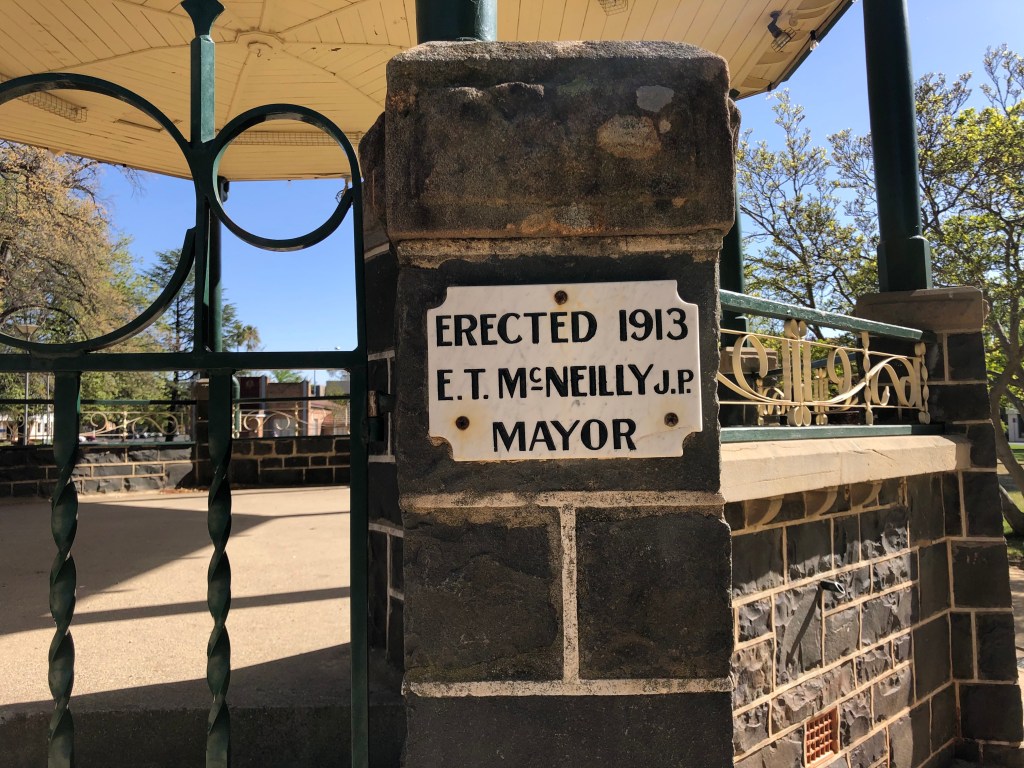 ERECTED 1913
E.T. McNEILLY J.P.
MAYOR